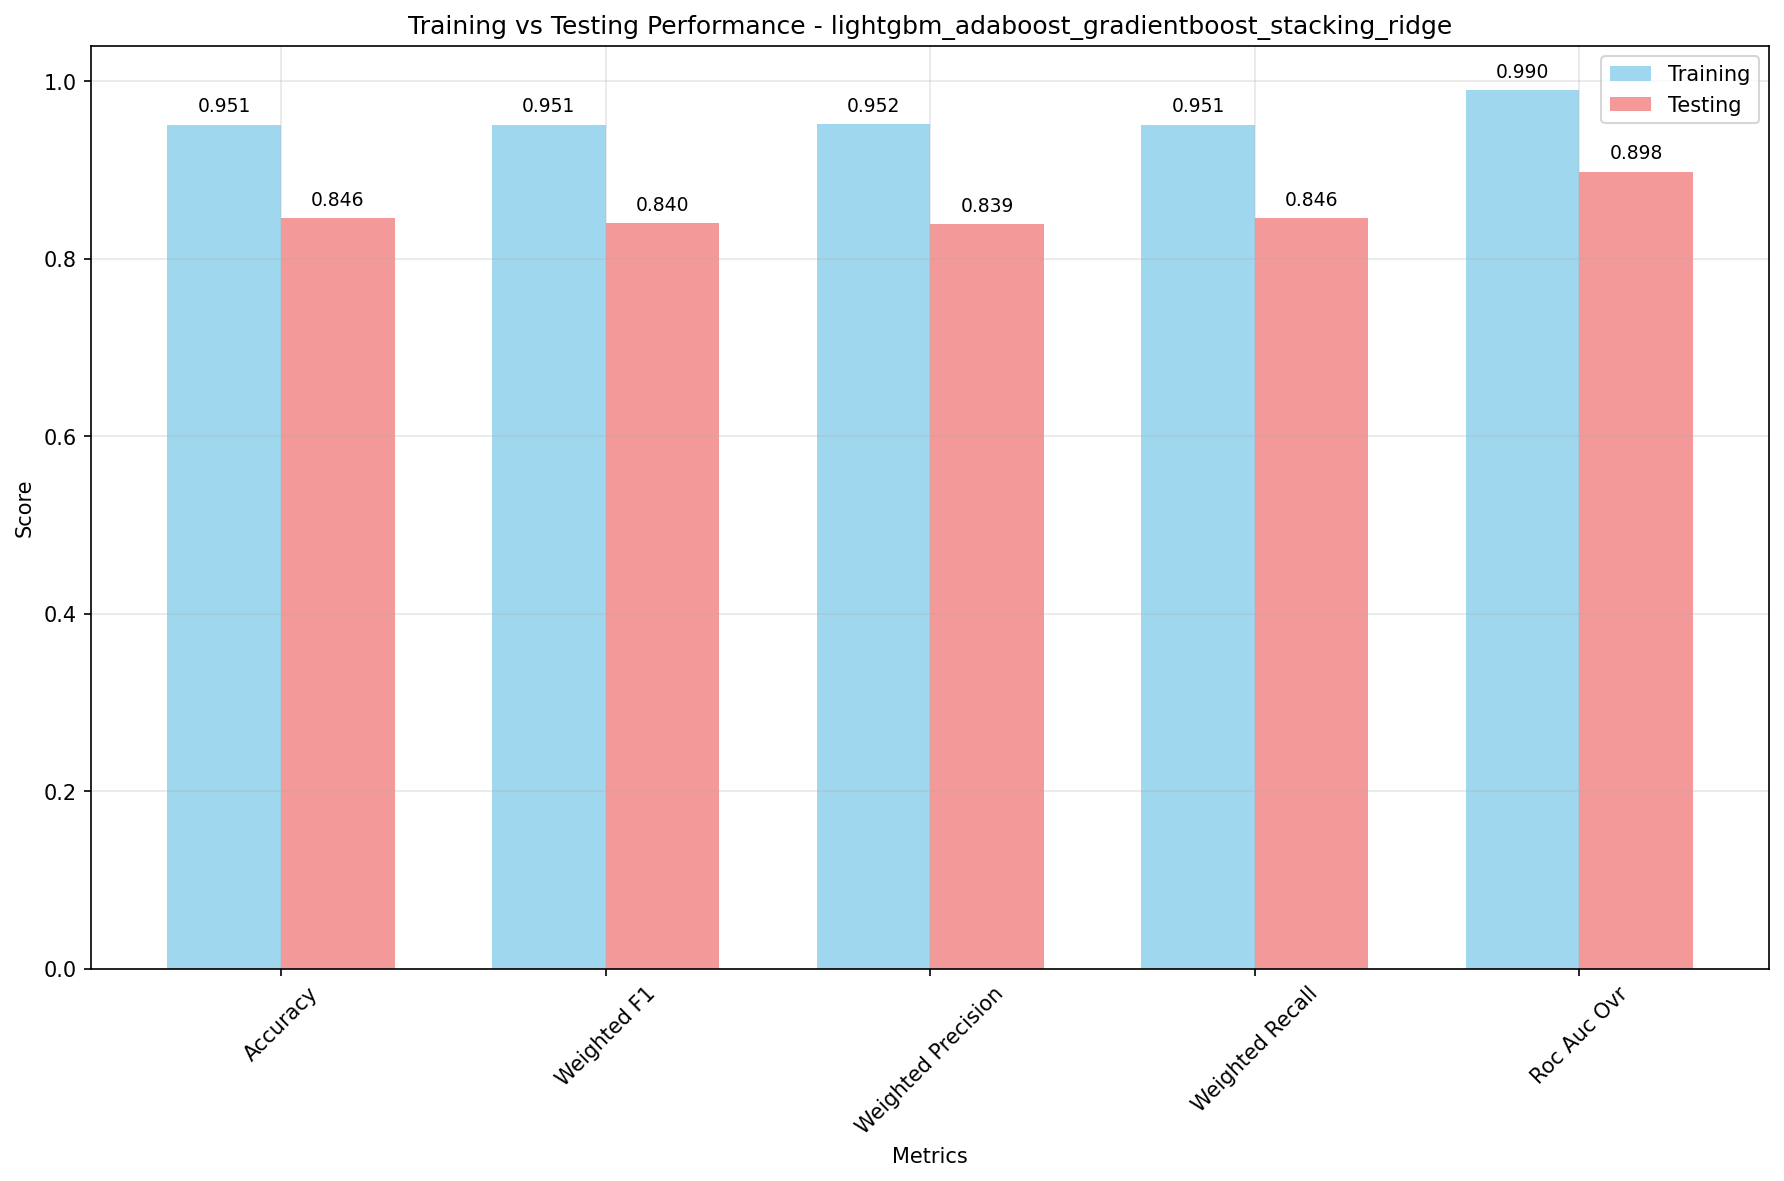 Training vs Testing Performance - lightgbm_adaboost_gradientboost_stacking_ridge
Training
Testing
0.951
0.846
0.951
0.840
0.952
0.839
0.951
0.846
0.990
0.898
1.0
0.8
0.6
0.4
0.2
0.0
Score
Accuracy
Weighted F1
Weighted Precision
Weighted Recall
Roc Auc Ovr
Metrics